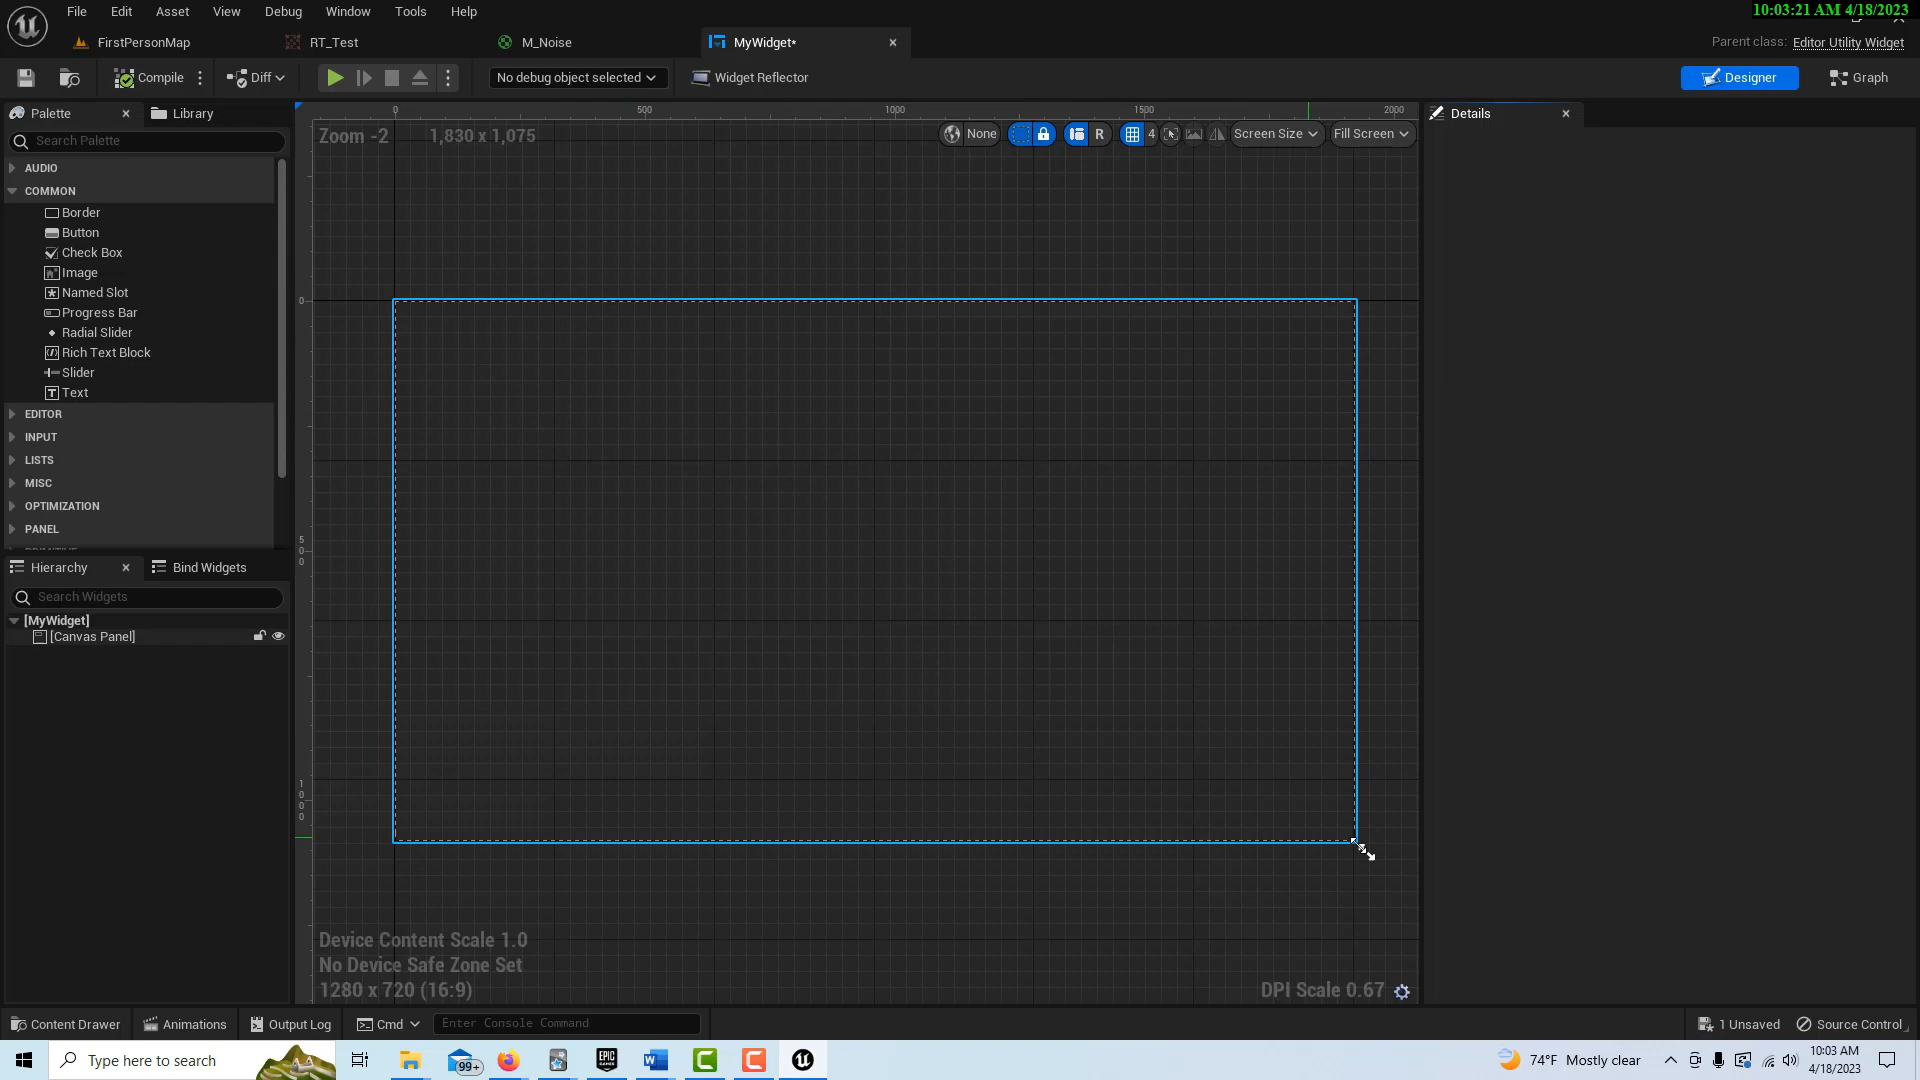 File Edit Asset View Debug Window Tools Help
10:03:21 AM 4/18/2023
FirstPersonMap RT_Test M_Noise MyWidget*
Parent class: Editor Utility Widget
Compile Diff No debug object selected Widget Reflector Designer Graph
Palette Library
Search Palette
AUDIO
COMMON
Border
Button
Check Box
Image
Named Slot
Progress Bar
Radial Slider
Rich Text Block
Slider
Text
EDITOR
INPUT
LISTS
MISC
OPTIMIZATION
PANEL
Hierarchy Bind Widgets
Search Widgets
[MyWidget]
[Canvas Panel]
0 500 1000 1500 2000
Zoom -2 1,830 x 1,075
None R 4 Screen Size Fill Screen
0
500
1000
Device Content Scale 1.0
No Device Safe Zone Set
1280 x 720 (16:9)
DPI Scale 0.67
Details
Content Drawer Animations Output Log Cmd Enter Console Command
1 Unsaved Source Control
Type here to search
99+
EPIC GAMES
74°F Mostly clear
10:03 AM
4/18/2023